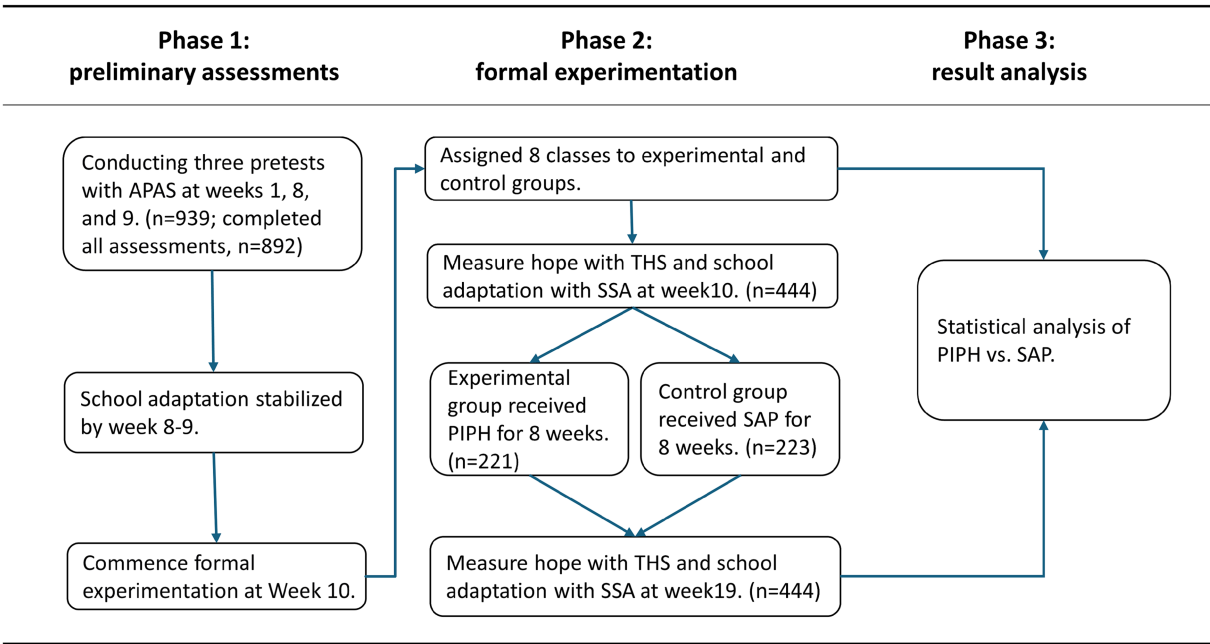 Phase 1:
preliminary assessments
Phase 2:
formal experimentation
Phase 3:
result analysis
Conducting three pretests
with APAS at weeks 1, 8,
and 9. (n=939; completed
all assessments, n=892)
School adaptation stabilized
by week 8-9.
Commence formal
experimentation at Week 10.
Assigned 8 classes to experimental and
control groups.
Measure hope with THS and school
adaptation with SSA at week10. (n=444)
Experimental
group received
PIPH for 8 weeks.
(n=221)
Control group
received SAP for
8 weeks. (n=223)
Measure hope with THS and school
adaptation with SSA at week19. (n=444)
Statistical analysis of
PIPH vs. SAP.